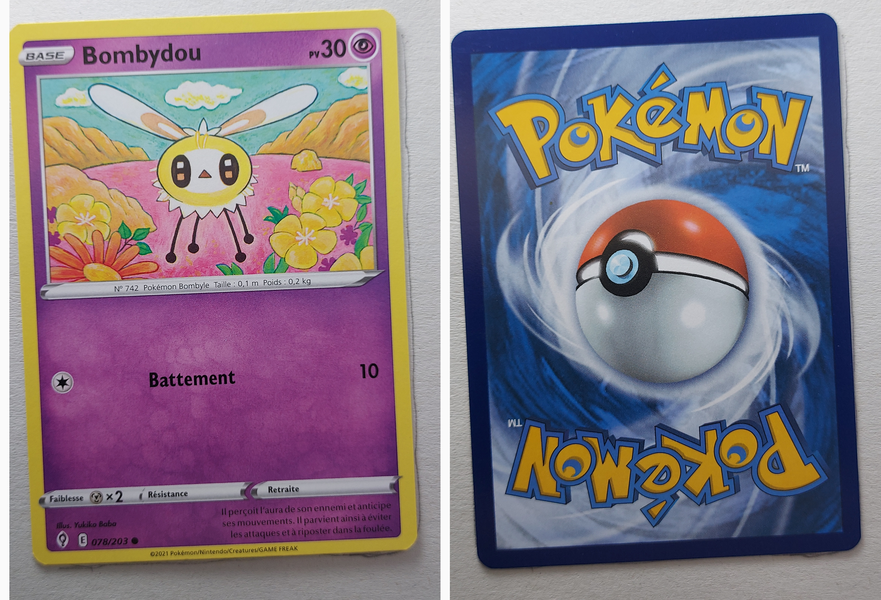 BASE Bombydou PV30
N° 742 Pokémon Bombyle Taille : 0,1 m Poids : 0,2 kg
Battement 10
Faiblesse ×2 Résistance Retraite
Il perçoit l'aura de son ennemi et anticipe
ses mouvements. Il parvient ainsi à éviter
les attaques et à riposter dans la foulée.
Illus. Yukiko Baba
E 078/203
©2021 Pokémon/Nintendo/Creatures/GAME FREAK
POKéMON
TM
POKéMON
TM